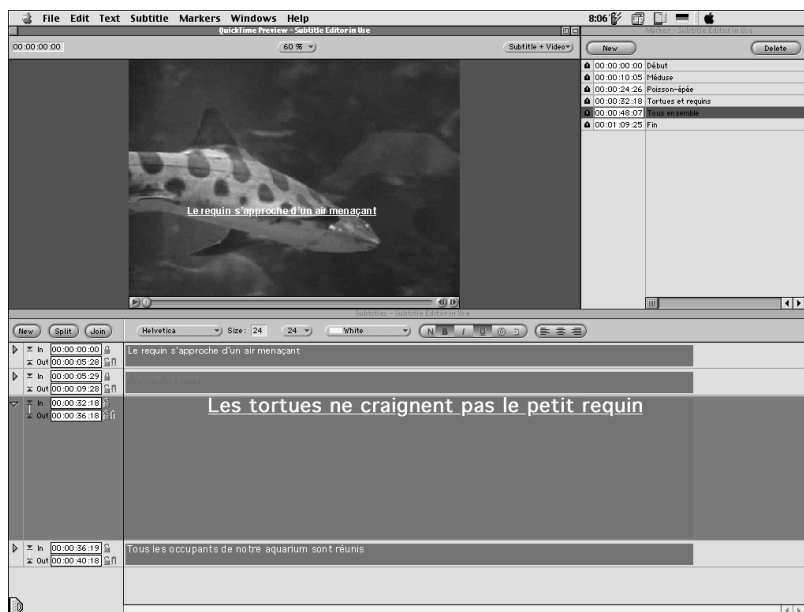 File Edit Text Subtitle Markers Windows Help 8:06
QuickTime Preview – Subtitle Editor in Use
00:00:00:00 60 % Subtitle + Video
Le requin s'approche d'un air menaçant
Marker – Subtitle Editor in Use
New Delete
00:00:00:00 Début
00:00:10:05 Méduse
00:00:24:26 Poisson-épée
00:00:32:18 Tortues et requins
00:00:48:07 Tous ensemble
00:01:09:25 Fin
Subtitles – Subtitle Editor in Use
New Split Join Helvetica Size: 24 24 White N B I U O S
In 00:00:00:00 Le requin s'approche d'un air menaçant
Out 00:00:05:28
In 00:00:05:29
Out 00:00:09:28
In 00:00:32:18 Les tortues ne craignent pas le petit requin
Out 00:00:36:18
In 00:00:36:19 Tous les occupants de notre aquarium sont réunis
Out 00:00:40:18